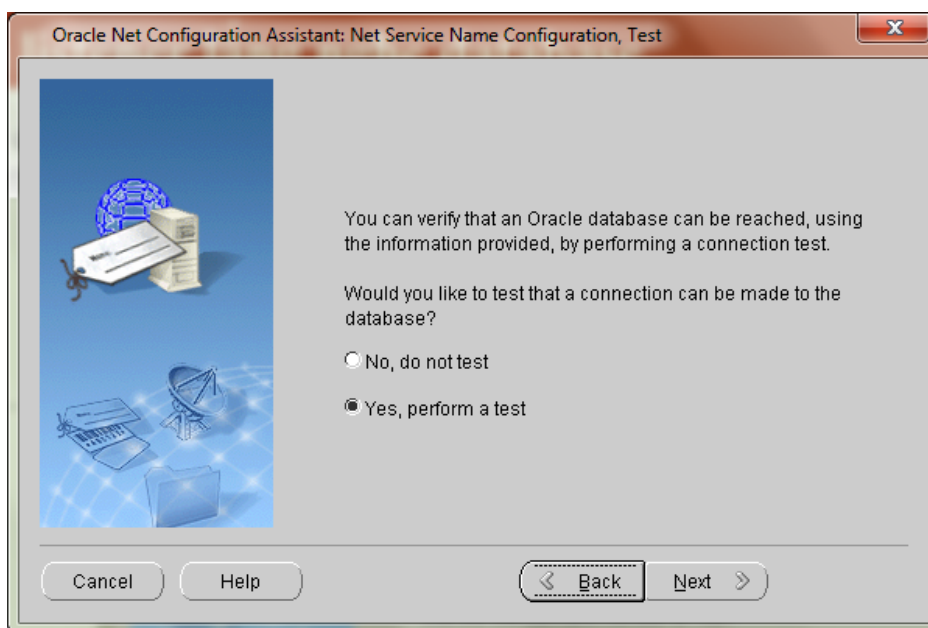 Oracle Net Configuration Assistant: Net Service Name Configuration, Test
You can verify that an Oracle database can be reached, using
the information provided, by performing a connection test.
Would you like to test that a connection can be made to the
database?
No, do not test
Yes, perform a test
Cancel
Help
Back
Next